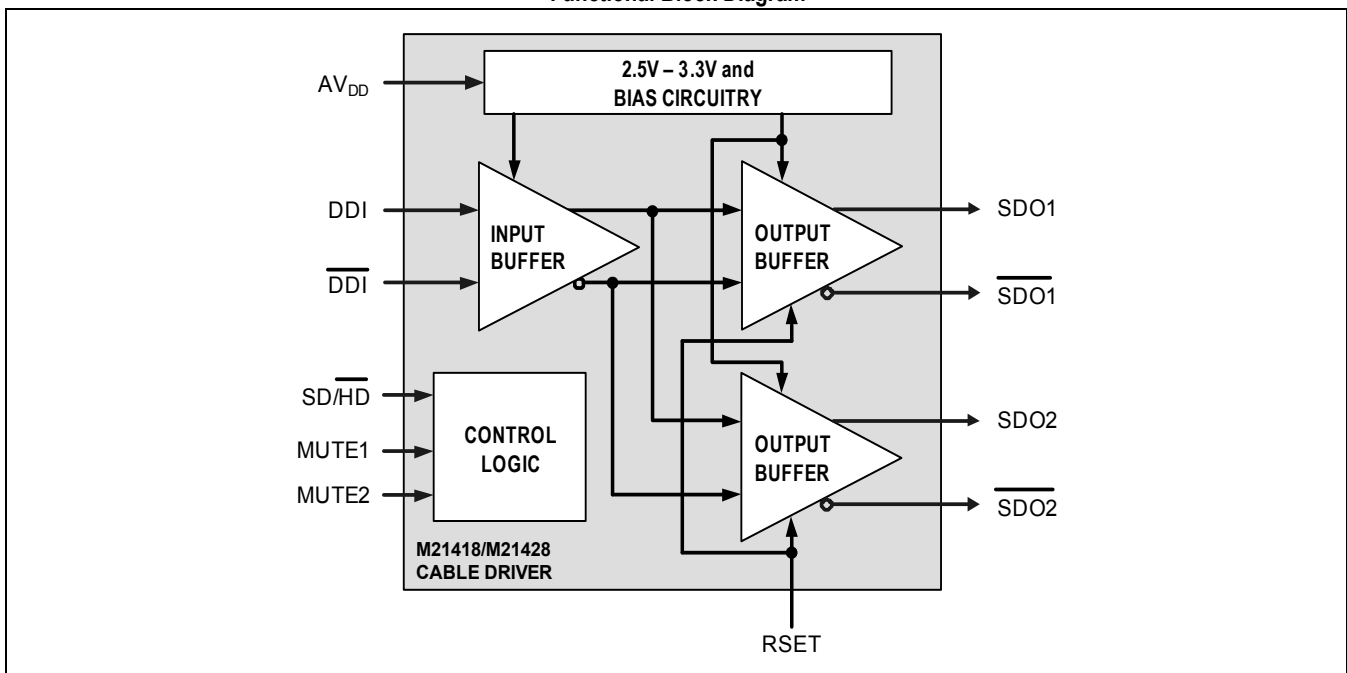 Functional Block Diagram
2.5V – 3.3V and
BIAS CIRCUITRY
AVDD
DDI
DDI
INPUT
BUFFER
OUTPUT
BUFFER
SDO1
SDO1
SD/HD
MUTE1
MUTE2
CONTROL
LOGIC
OUTPUT
BUFFER
SDO2
SDO2
M21418/M21428
CABLE DRIVER
RSET